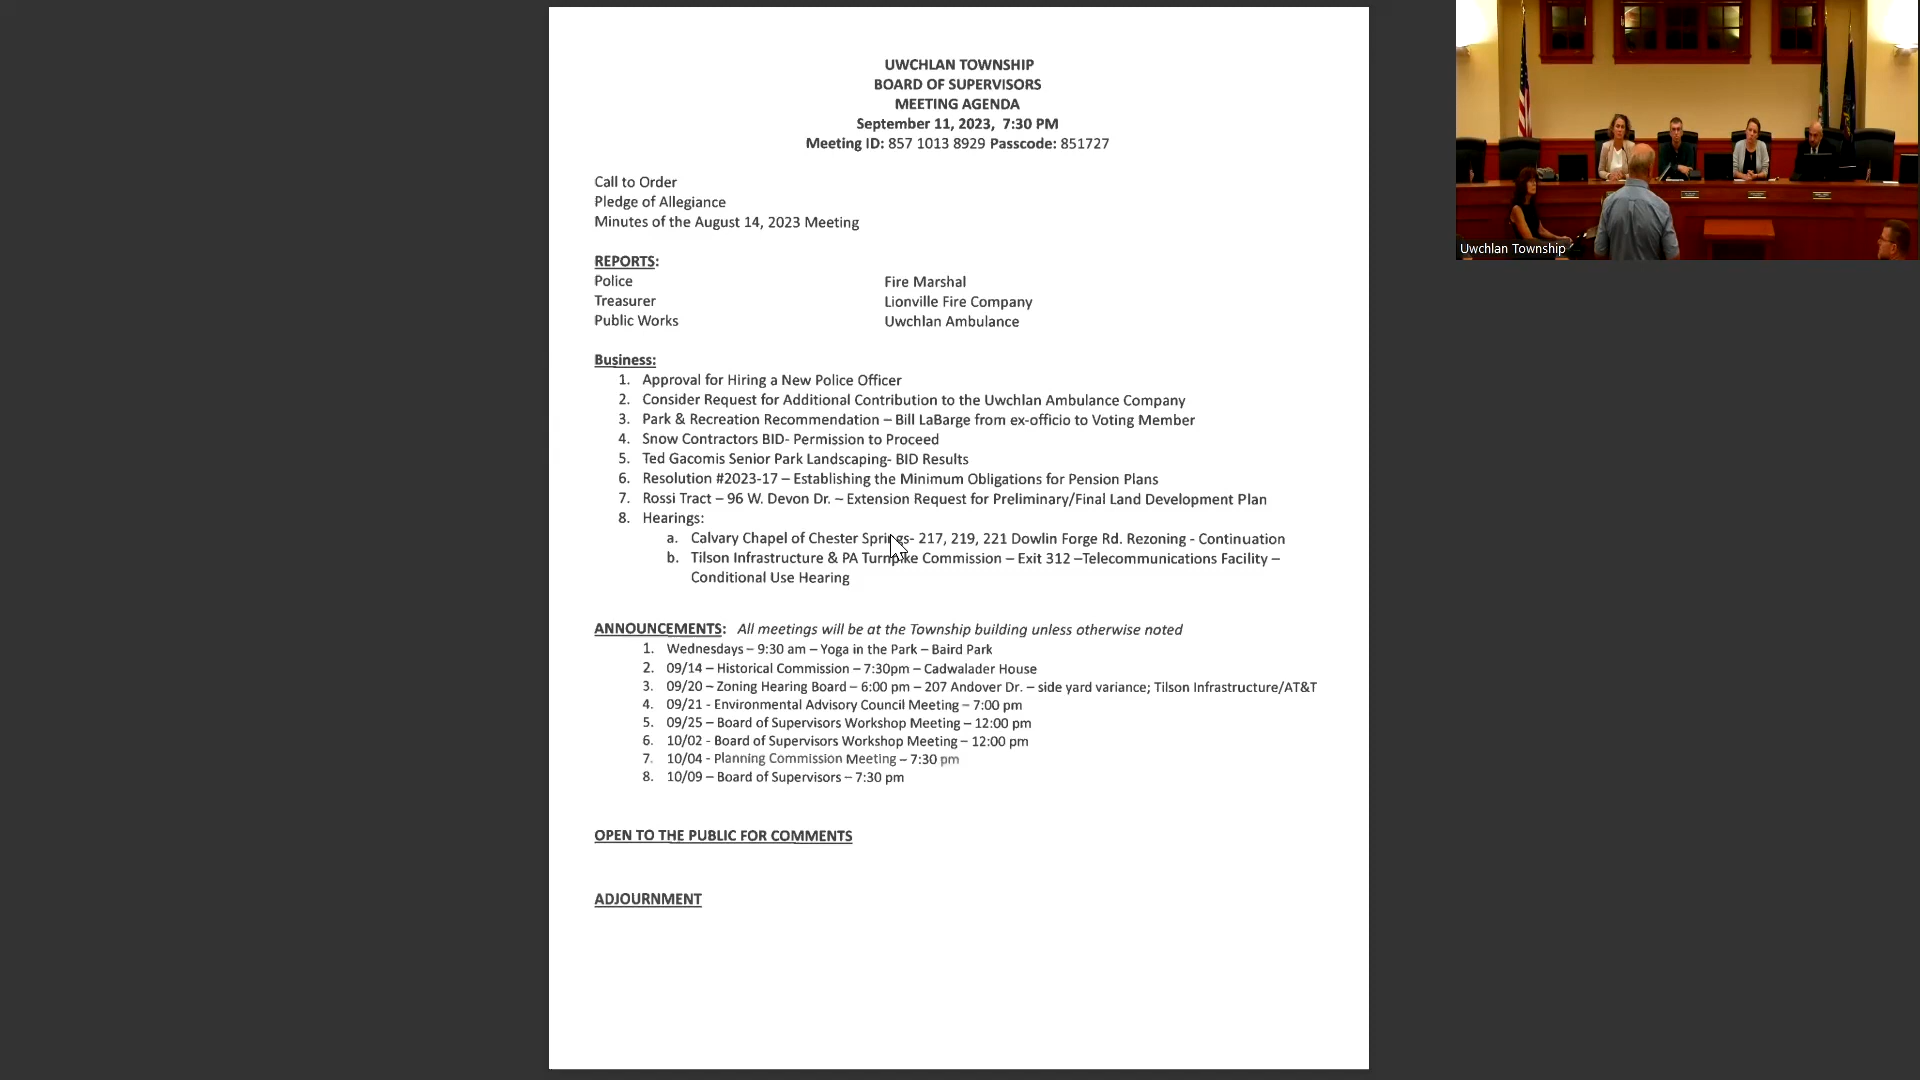 UWCHLAN TOWNSHIP
BOARD OF SUPERVISORS
MEETING AGENDA
September 11, 2023, 7:30 PM
Meeting ID: 857 1013 8929 Passcode: 851727
Call to Order
Pledge of Allegiance
Minutes of the August 14, 2023 Meeting
REPORTS:
Police Fire Marshal
Treasurer Lionville Fire Company
Public Works Uwchlan Ambulance
Business:
1. Approval for Hiring a New Police Officer
2. Consider Request for Additional Contribution to the Uwchlan Ambulance Company
3. Park & Recreation Recommendation – Bill LaBarge from ex-officio to Voting Member
4. Snow Contractors BID- Permission to Proceed
5. Ted Gacomis Senior Park Landscaping- BID Results
6. Resolution #2023-17 – Establishing the Minimum Obligations for Pension Plans
7. Rossi Tract – 96 W. Devon Dr. – Extension Request for Preliminary/Final Land Development Plan
8. Hearings:
a. Calvary Chapel of Chester Springs- 217, 219, 221 Dowlin Forge Rd. Rezoning - Continuation
b. Tilson Infrastructure & PA Turnpike Commission – Exit 312 –Telecommunications Facility –
Conditional Use Hearing
ANNOUNCEMENTS: All meetings will be at the Township building unless otherwise noted
1. Wednesdays – 9:30 am – Yoga in the Park – Baird Park
2. 09/14 – Historical Commission – 7:30pm – Cadwalader House
3. 09/20 – Zoning Hearing Board – 6:00 pm – 207 Andover Dr. – side yard variance; Tilson Infrastructure/AT&T
4. 09/21 - Environmental Advisory Council Meeting – 7:00 pm
5. 09/25 – Board of Supervisors Workshop Meeting – 12:00 pm
6. 10/02 - Board of Supervisors Workshop Meeting – 12:00 pm
7. 10/04 - Planning Commission Meeting – 7:30 pm
8. 10/09 – Board of Supervisors – 7:30 pm
OPEN TO THE PUBLIC FOR COMMENTS
ADJOURNMENT
Uwchlan Township